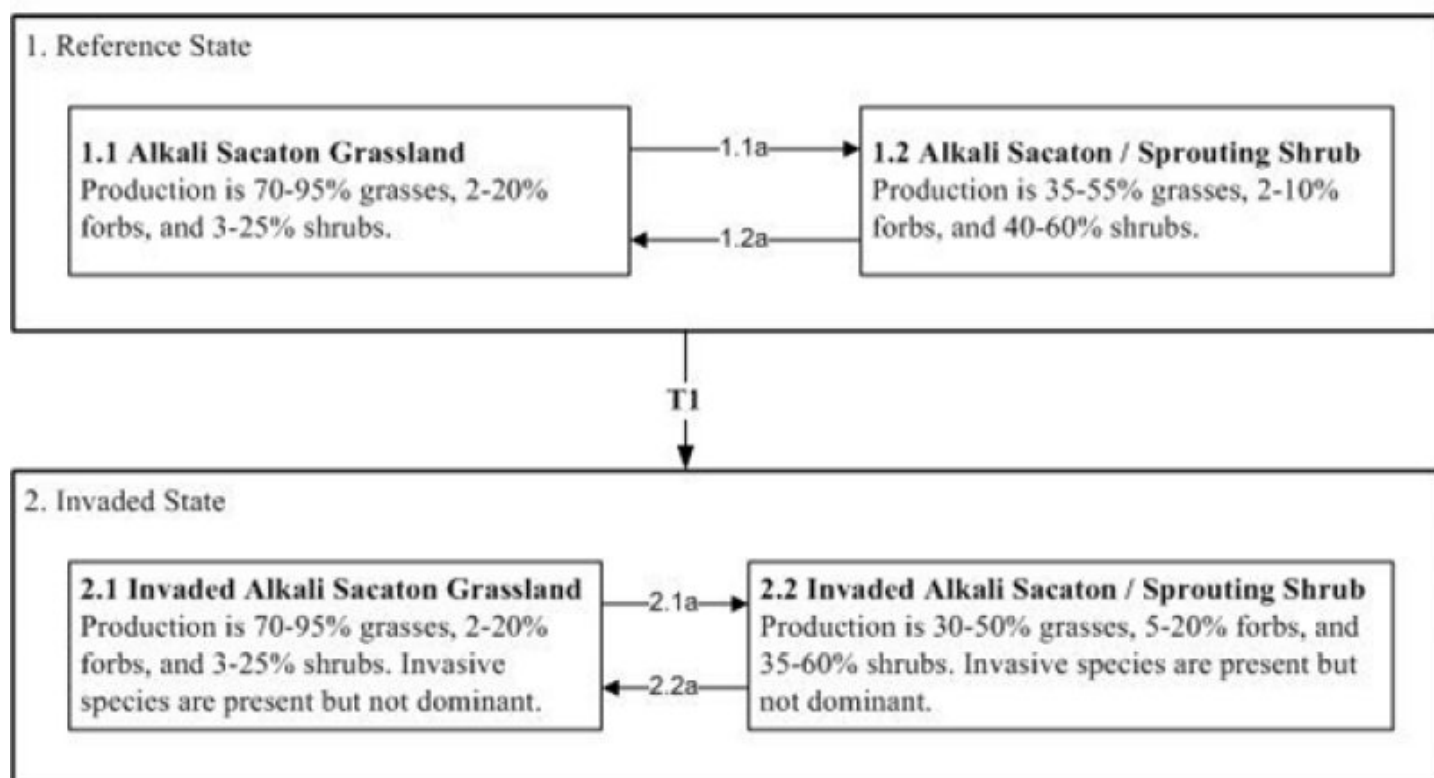 1. Reference State
1.1 Alkali Sacaton Grassland
Production is 70-95% grasses, 2-20%
forbs, and 3-25% shrubs.
1.1a
1.2a
1.2 Alkali Sacaton / Sprouting Shrub
Production is 35-55% grasses, 2-10%
forbs, and 40-60% shrubs.
T1
2. Invaded State
2.1 Invaded Alkali Sacaton Grassland
Production is 70-95% grasses, 2-20%
forbs, and 3-25% shrubs. Invasive
species are present but not dominant.
2.1a
2.2a
2.2 Invaded Alkali Sacaton / Sprouting Shrub
Production is 30-50% grasses, 5-20% forbs, and
35-60% shrubs. Invasive species are present but
not dominant.